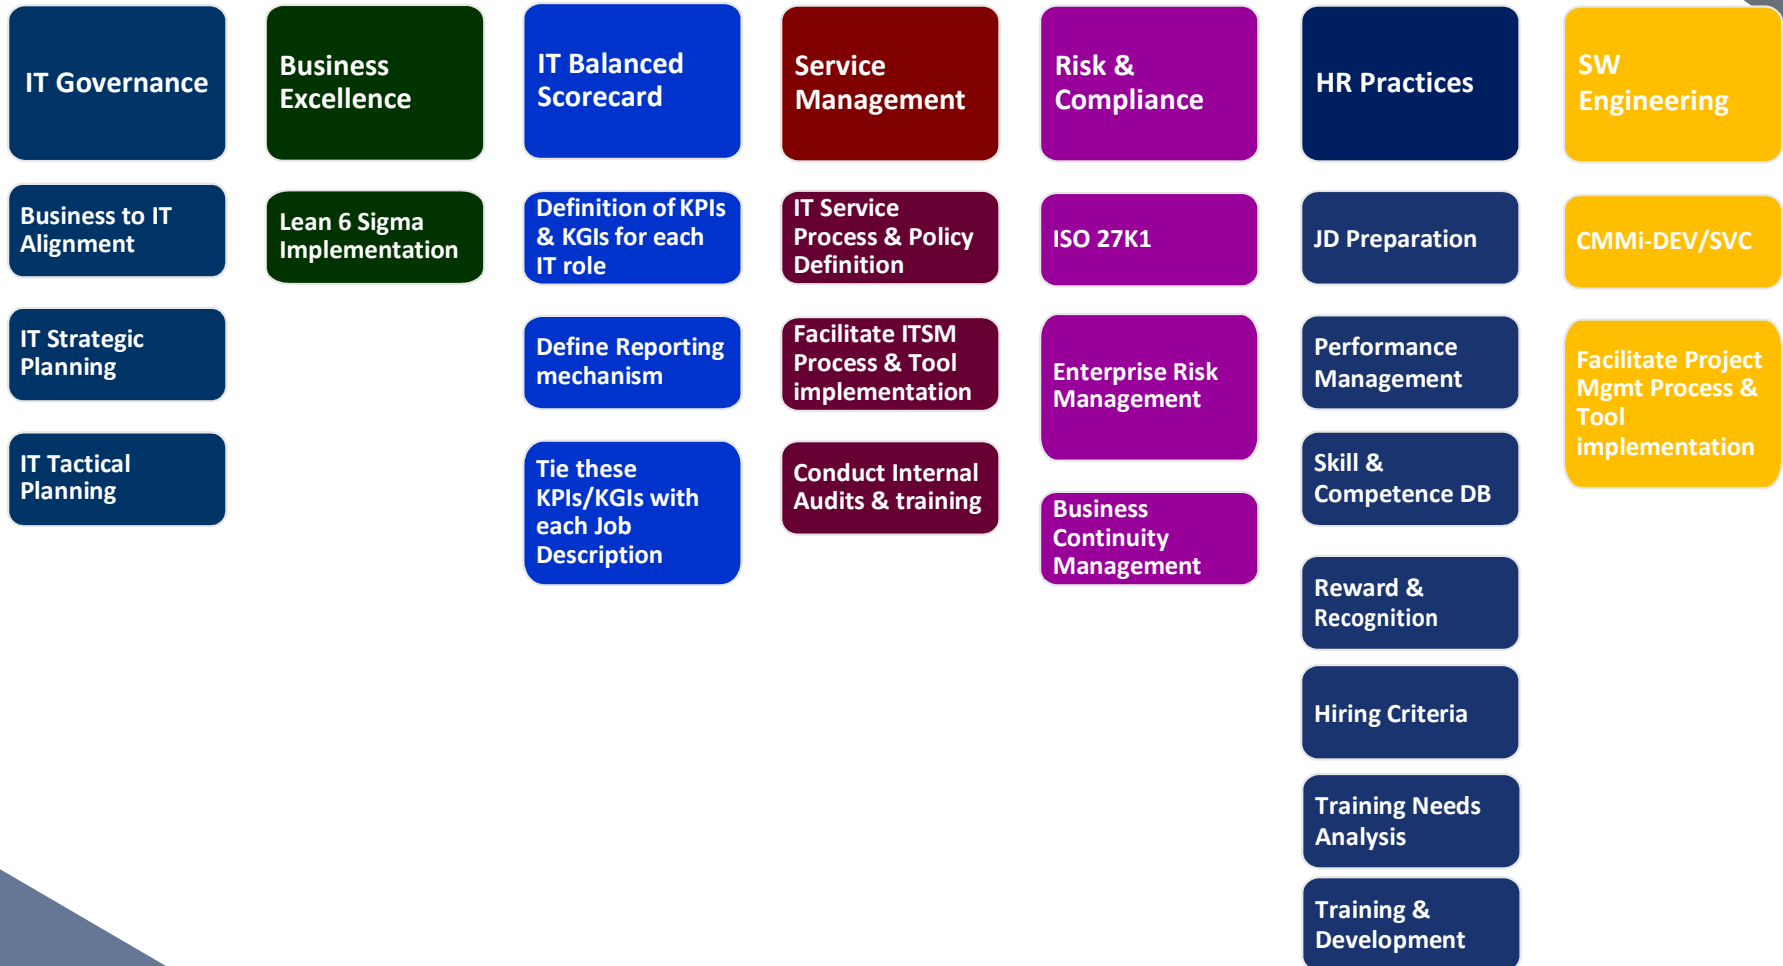 IT Governance
Business
Excellence
IT Balanced
Scorecard
Service
Management
Risk &
Compliance
HR Practices
SW
Engineering
Business to IT
Alignment
IT Strategic
Planning
IT Tactical
Planning
Lean 6 Sigma
Implementation
Definition of KPIs
& KGIs for each
IT role
Define Reporting
mechanism
Tie these
KPIs/KGIs with
each Job
Description
IT Service
Process & Policy
Definition
Facilitate ITSM
Process & Tool
implementation
Conduct Internal
Audits & training
ISO 27K1
Enterprise Risk
Management
Business
Continuity
Management
JD Preparation
Performance
Management
Skill &
Competence DB
Reward &
Recognition
Hiring Criteria
Training Needs
Analysis
Training &
Development
CMMi-DEV/SVC
Facilitate Project
Mgmt Process &
Tool
implementation